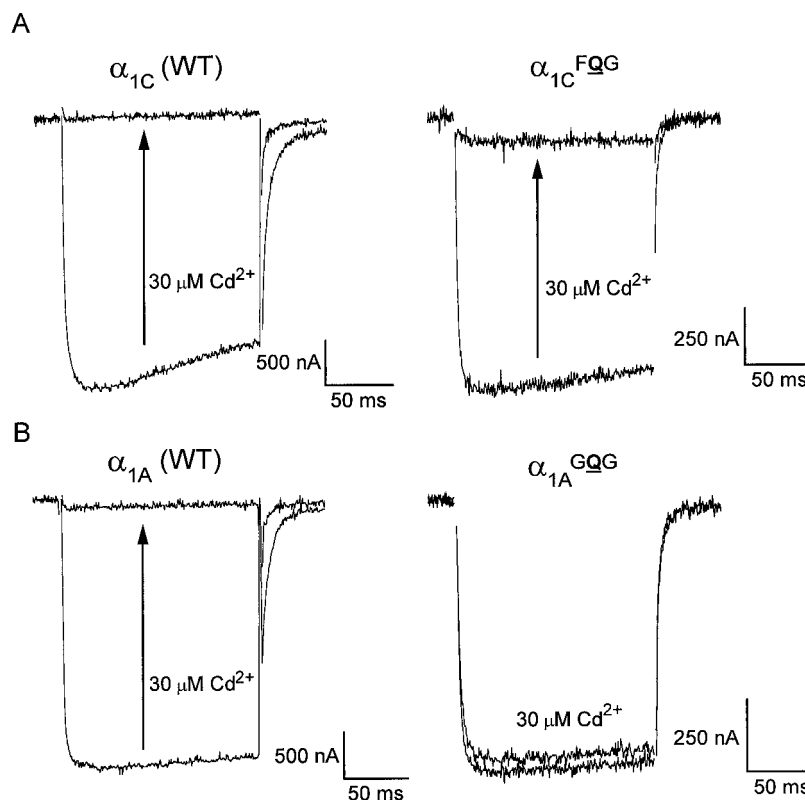 A
α1C (WT)
α1C FQG
30 µM Cd2+
30 µM Cd2+
500 nA
50 ms
250 nA
50 ms
B
α1A (WT)
α1A GQG
30 µM Cd2+
30 µM Cd2+
500 nA
50 ms
250 nA
50 ms